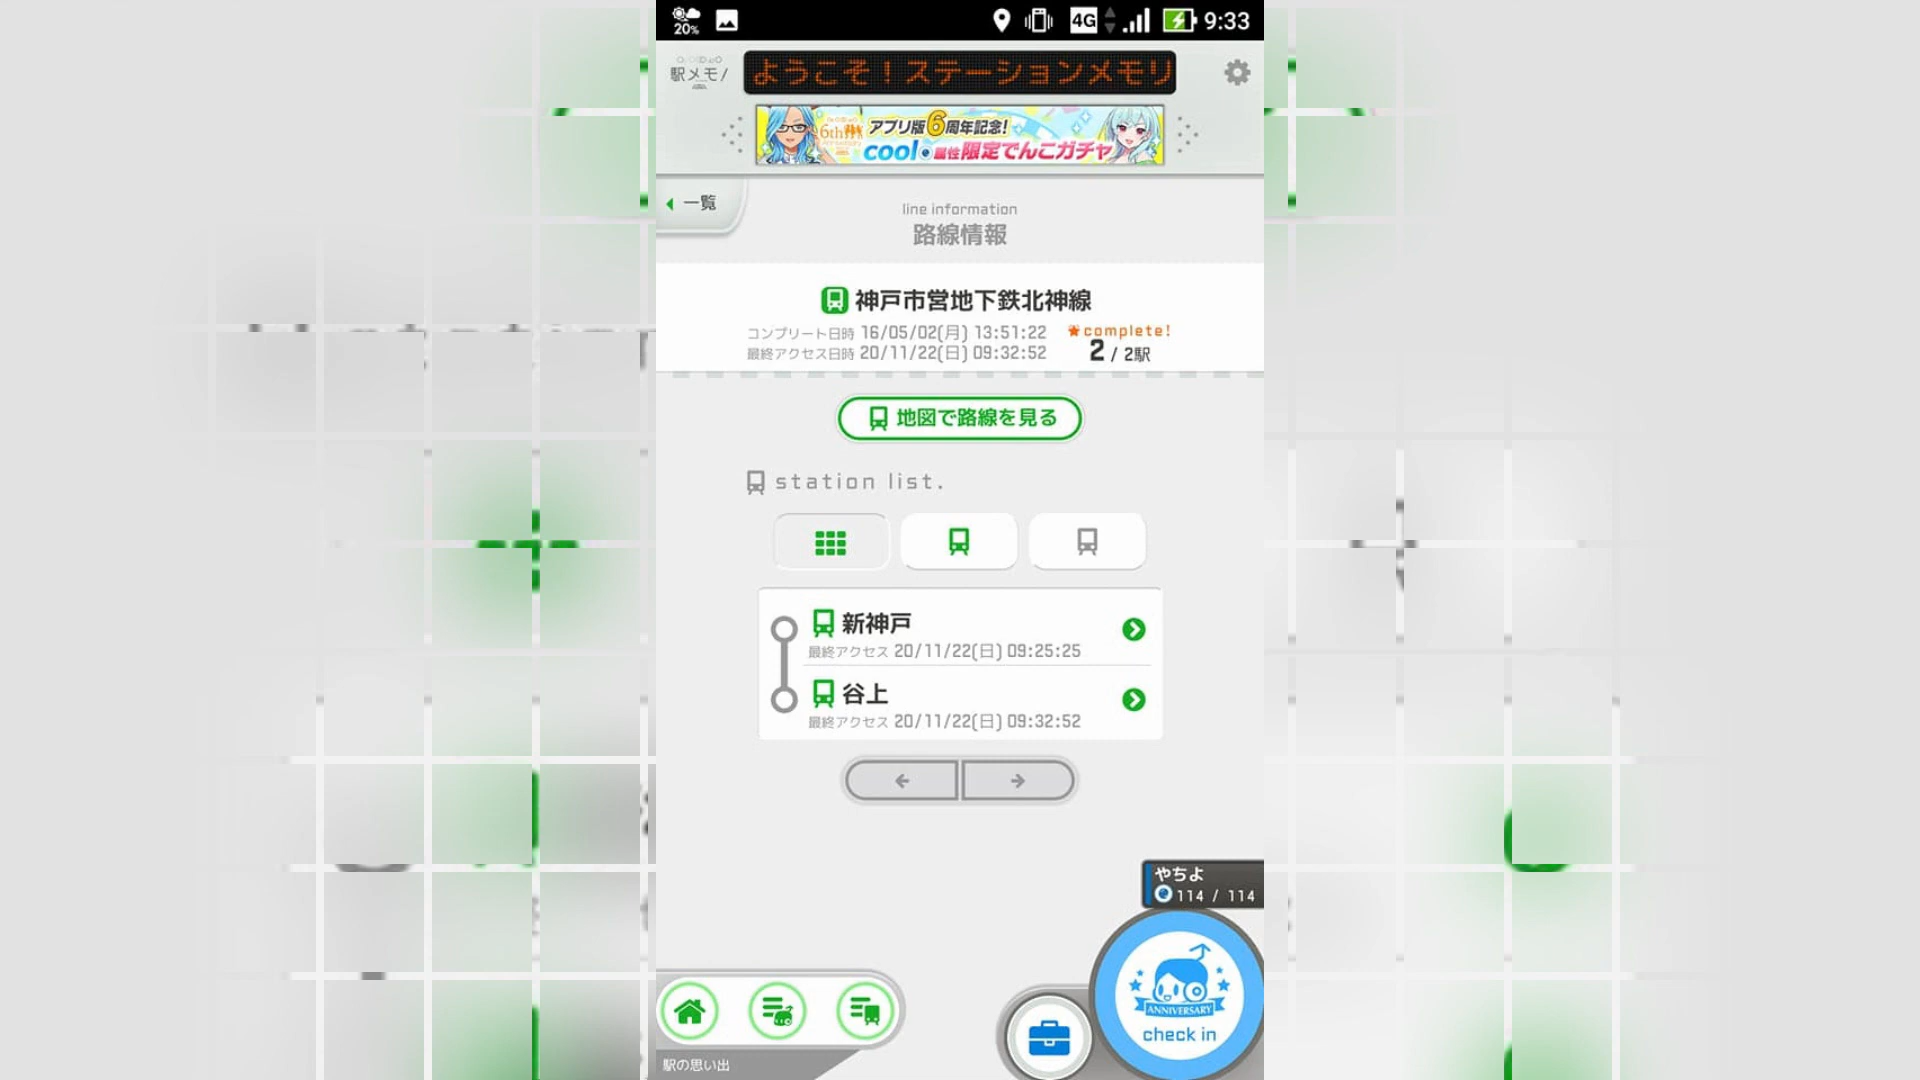 20%
4G
9:33
駅メモ!
ようこそ！ステーションメモリ
6th
アプリ版6周年記念!
cool 属性限定でんこガチャ
一覧
line information
路線情報
神戸市営地下鉄北神線
コンプリート日時 16/05/02(月) 13:51:22
complete!
最終アクセス日時 20/11/22(日) 09:32:52
2 / 2駅
地図で路線を見る
station list.
新神戸
最終アクセス 20/11/22(日) 09:25:25
谷上
最終アクセス 20/11/22(日) 09:32:52
やちよ
114 / 114
ANNIVERSARY
check in
駅の思い出